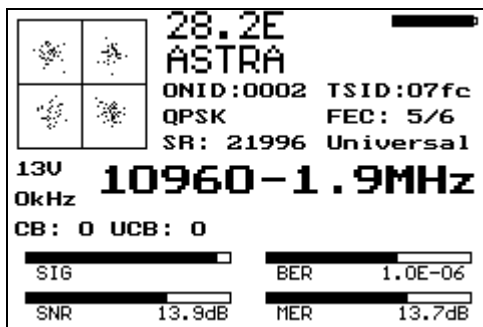 28.2E
ASTRA
ONID:0002 TSID:07fc
QPSK FEC: 5/6
SR: 21996 Universal
13V
0kHz
10960-1.9MHz
CB: 0 UCB: 0
SIG BER 1.0E-06
SNR 13.9dB MER 13.7dB